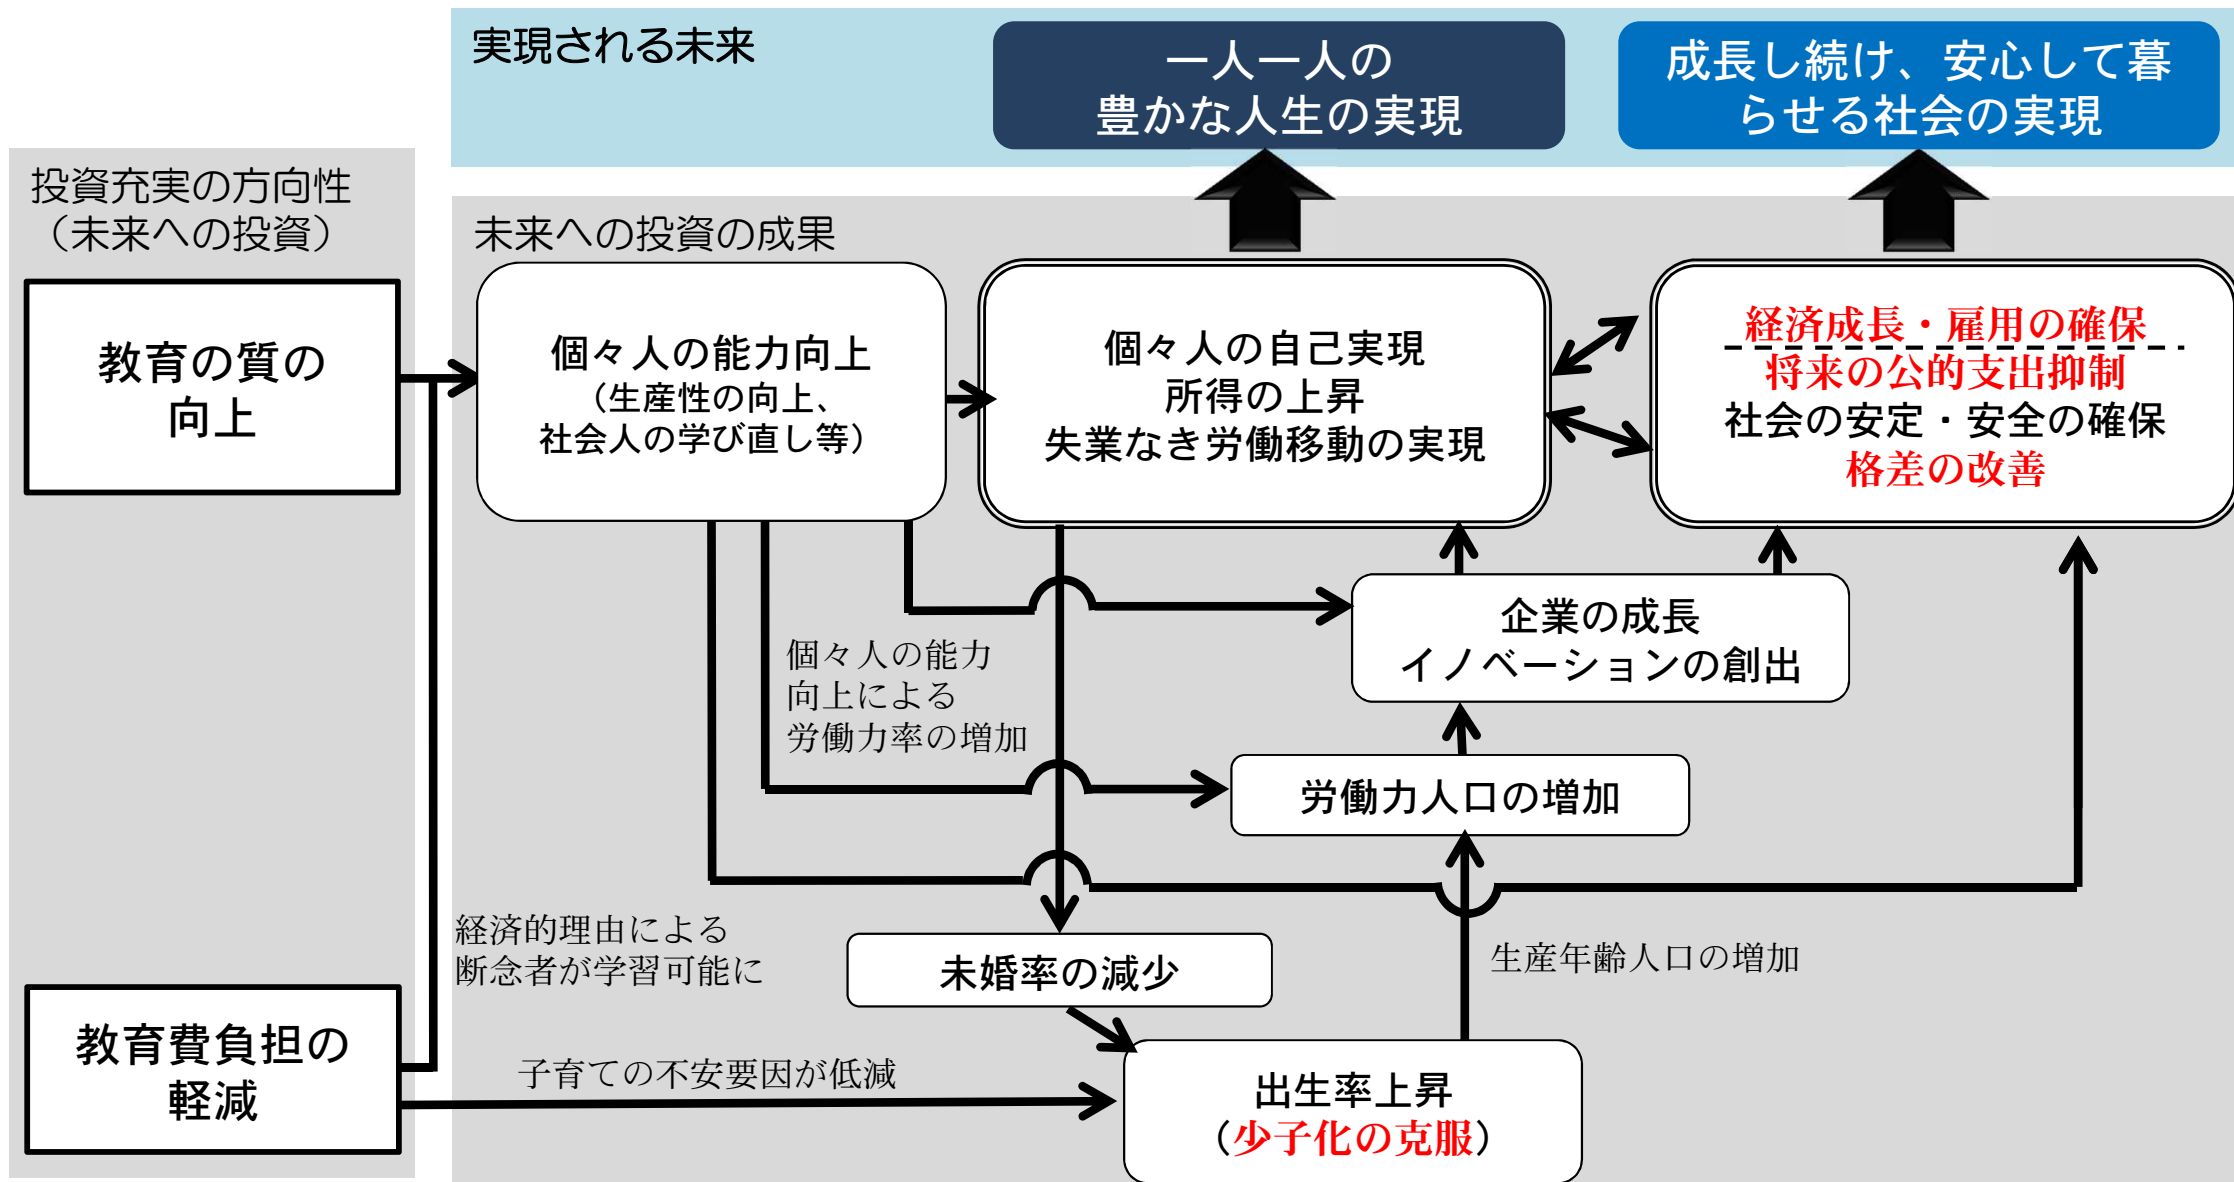 実現される未来
一人一人の
豊かな人生の実現
成長し続け、安心して暮
らせる社会の実現
投資充実の方向性
（未来への投資）
教育の質の
向上
教育費負担の
軽減
未来への投資の成果
個々人の能力向上
（生産性の向上、
社会人の学び直し等）
個々人の自己実現
所得の上昇
失業なき労働移動の実現
経済成長・雇用の確保
将来の公的支出抑制
社会の安定・安全の確保
格差の改善
企業の成長
イノベーションの創出
個々人の能力
向上による
労働力率の増加
労働力人口の増加
経済的理由による
断念者が学習可能に
未婚率の減少
生産年齢人口の増加
子育ての不安要因が低減
出生率上昇
（少子化の克服）